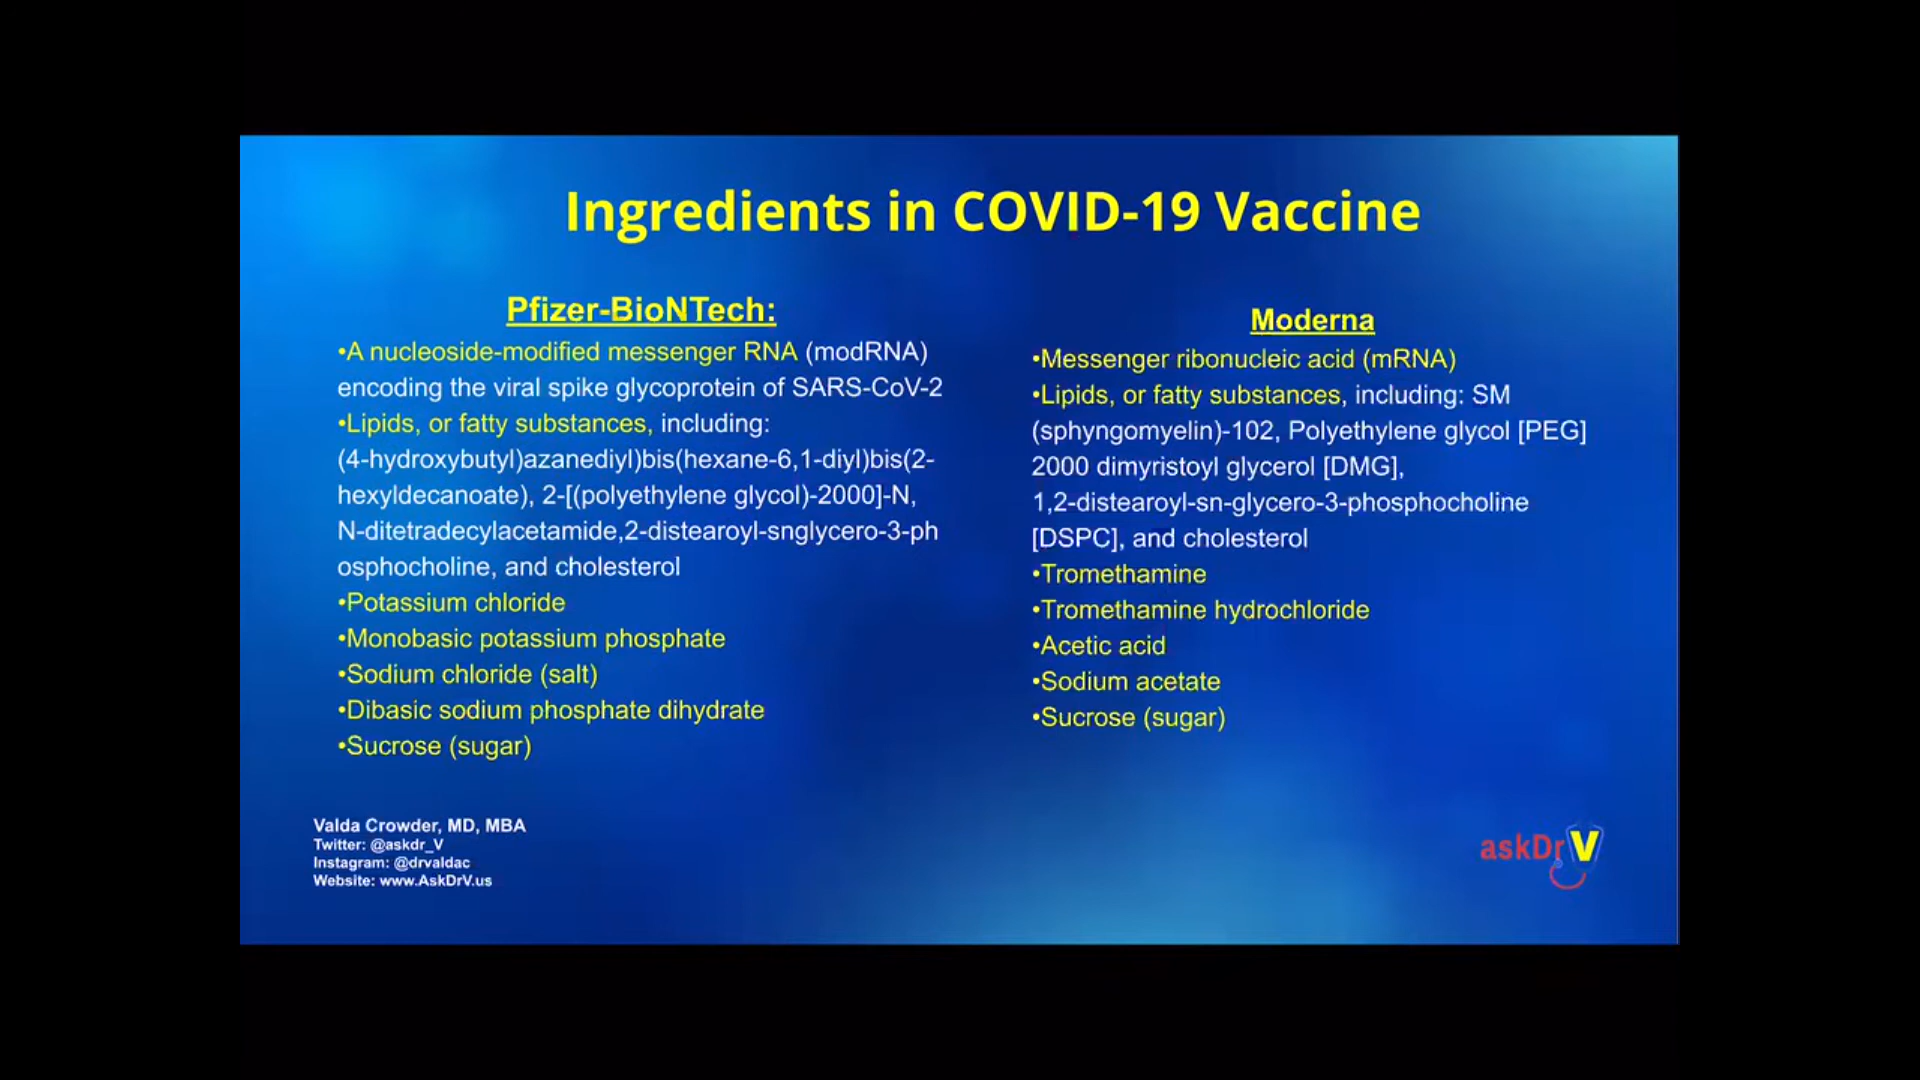 Ingredients in COVID-19 Vaccine
Pfizer-BioNTech:
•A nucleoside-modified messenger RNA (modRNA)
encoding the viral spike glycoprotein of SARS-CoV-2
•Lipids, or fatty substances, including:
(4-hydroxybutyl)azanediyl)bis(hexane-6,1-diyl)bis(2-
hexyldecanoate), 2-[(polyethylene glycol)-2000]-N,
N-ditetradecylacetamide,2-distearoyl-snglycero-3-ph
osphocholine, and cholesterol
•Potassium chloride
•Monobasic potassium phosphate
•Sodium chloride (salt)
•Dibasic sodium phosphate dihydrate
•Sucrose (sugar)
Moderna
•Messenger ribonucleic acid (mRNA)
•Lipids, or fatty substances, including: SM
(sphyngomyelin)-102, Polyethylene glycol [PEG]
2000 dimyristoyl glycerol [DMG],
1,2-distearoyl-sn-glycero-3-phosphocholine
[DSPC], and cholesterol
•Tromethamine
•Tromethamine hydrochloride
•Acetic acid
•Sodium acetate
•Sucrose (sugar)
Valda Crowder, MD, MBA
Twitter: @askdr_V
Instagram: @drvaldac
Website: www.AskDrV.us
askDrV